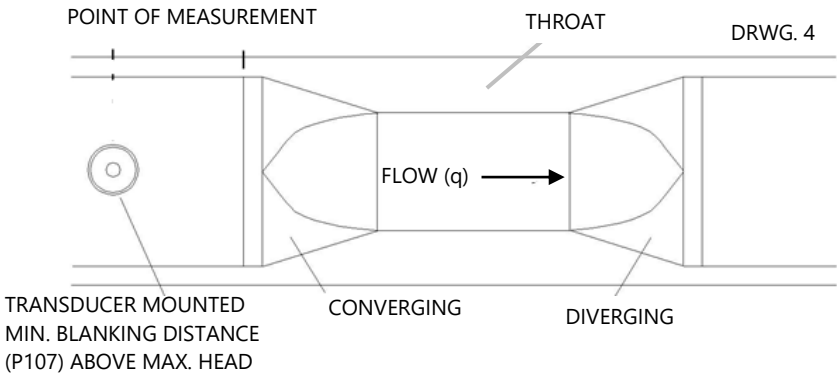 POINT OF MEASUREMENT
THROAT
DRWG. 4
FLOW (q)
TRANSDUCER MOUNTED
MIN. BLANKING DISTANCE
(P107) ABOVE MAX. HEAD
CONVERGING
DIVERGING